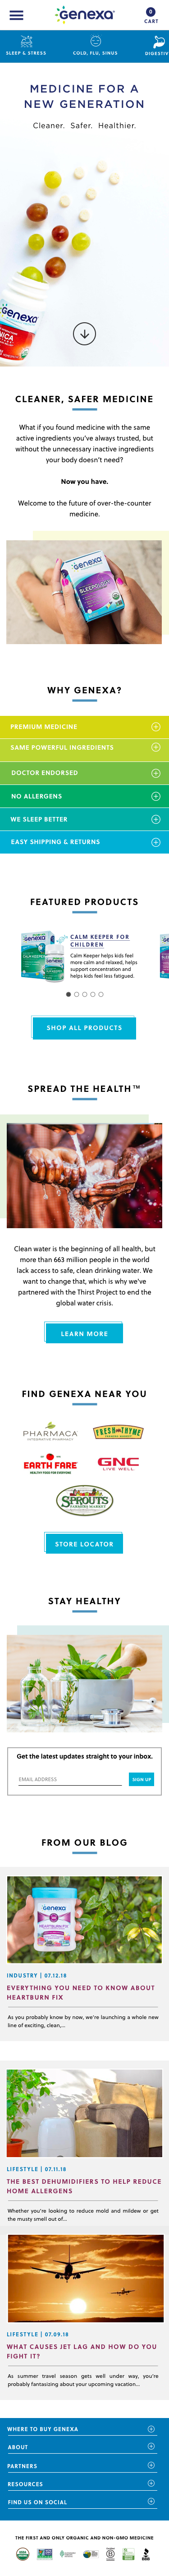 Genexa
0
CART
SLEEP & STRESS
COLD, FLU, SINUS
DIGESTIV
MEDICINE FOR A
NEW GENERATION
Cleaner. Safer. Healthier.
Genexa
CLEANER, SAFER MEDICINE
What if you found medicine with the same
active ingredients you've always trusted, but
without the unnecessary inactive ingredients
your body doesn't need?
Now you have.
Welcome to the future of over-the-counter
medicine.
Genexa
SLEEPOLOGY
WHY GENEXA?
PREMIUM MEDICINE
SAME POWERFUL INGREDIENTS
DOCTOR ENDORSED
NO ALLERGENS
WE SLEEP BETTER
EASY SHIPPING & RETURNS
FEATURED PRODUCTS
CALM KEEPER FOR
CHILDREN
Calm Keeper helps kids feel
more calm and relaxed, helps
support concentration and
helps kids feel less fatigued.
SHOP ALL PRODUCTS
SPREAD THE HEALTH™
Clean water is the beginning of all health, but
more than 663 million people in the world
lack access to safe, clean drinking water. We
want to change that, which is why we've
partnered with the Thirst Project to end the
global water crisis.
LEARN MORE
FIND GENEXA NEAR YOU
PHARMACA
INTEGRATIVE PHARMACY
FRESH THYME
EARTH FARE
HEALTHY FOOD FOR EVERYONE
GNC
LIVE WELL.
SPROUTS
FARMERS MARKET
STORE LOCATOR
STAY HEALTHY
Get the latest updates straight to your inbox.
EMAIL ADDRESS
SIGN UP
FROM OUR BLOG
Genexa
HEARTBURN FIX
INDUSTRY | 07.12.18
EVERYTHING YOU NEED TO KNOW ABOUT
HEARTBURN FIX
As you probably know by now, we're launching a whole new
line of exciting, clean,...
LIFESTYLE | 07.11.18
THE BEST DEHUMIDIFIERS TO HELP REDUCE
HOME ALLERGENS
Whether you're looking to reduce mold and mildew or get
the musty smell out of...
LIFESTYLE | 07.09.18
WHAT CAUSES JET LAG AND HOW DO YOU
FIGHT IT?
As summer travel season gets well under way, you're
probably fantasizing about your upcoming vacation...
WHERE TO BUY GENEXA
ABOUT
PARTNERS
RESOURCES
FIND US ON SOCIAL
THE FIRST AND ONLY ORGANIC AND NON-GMO MEDICINE
USDA
BBB